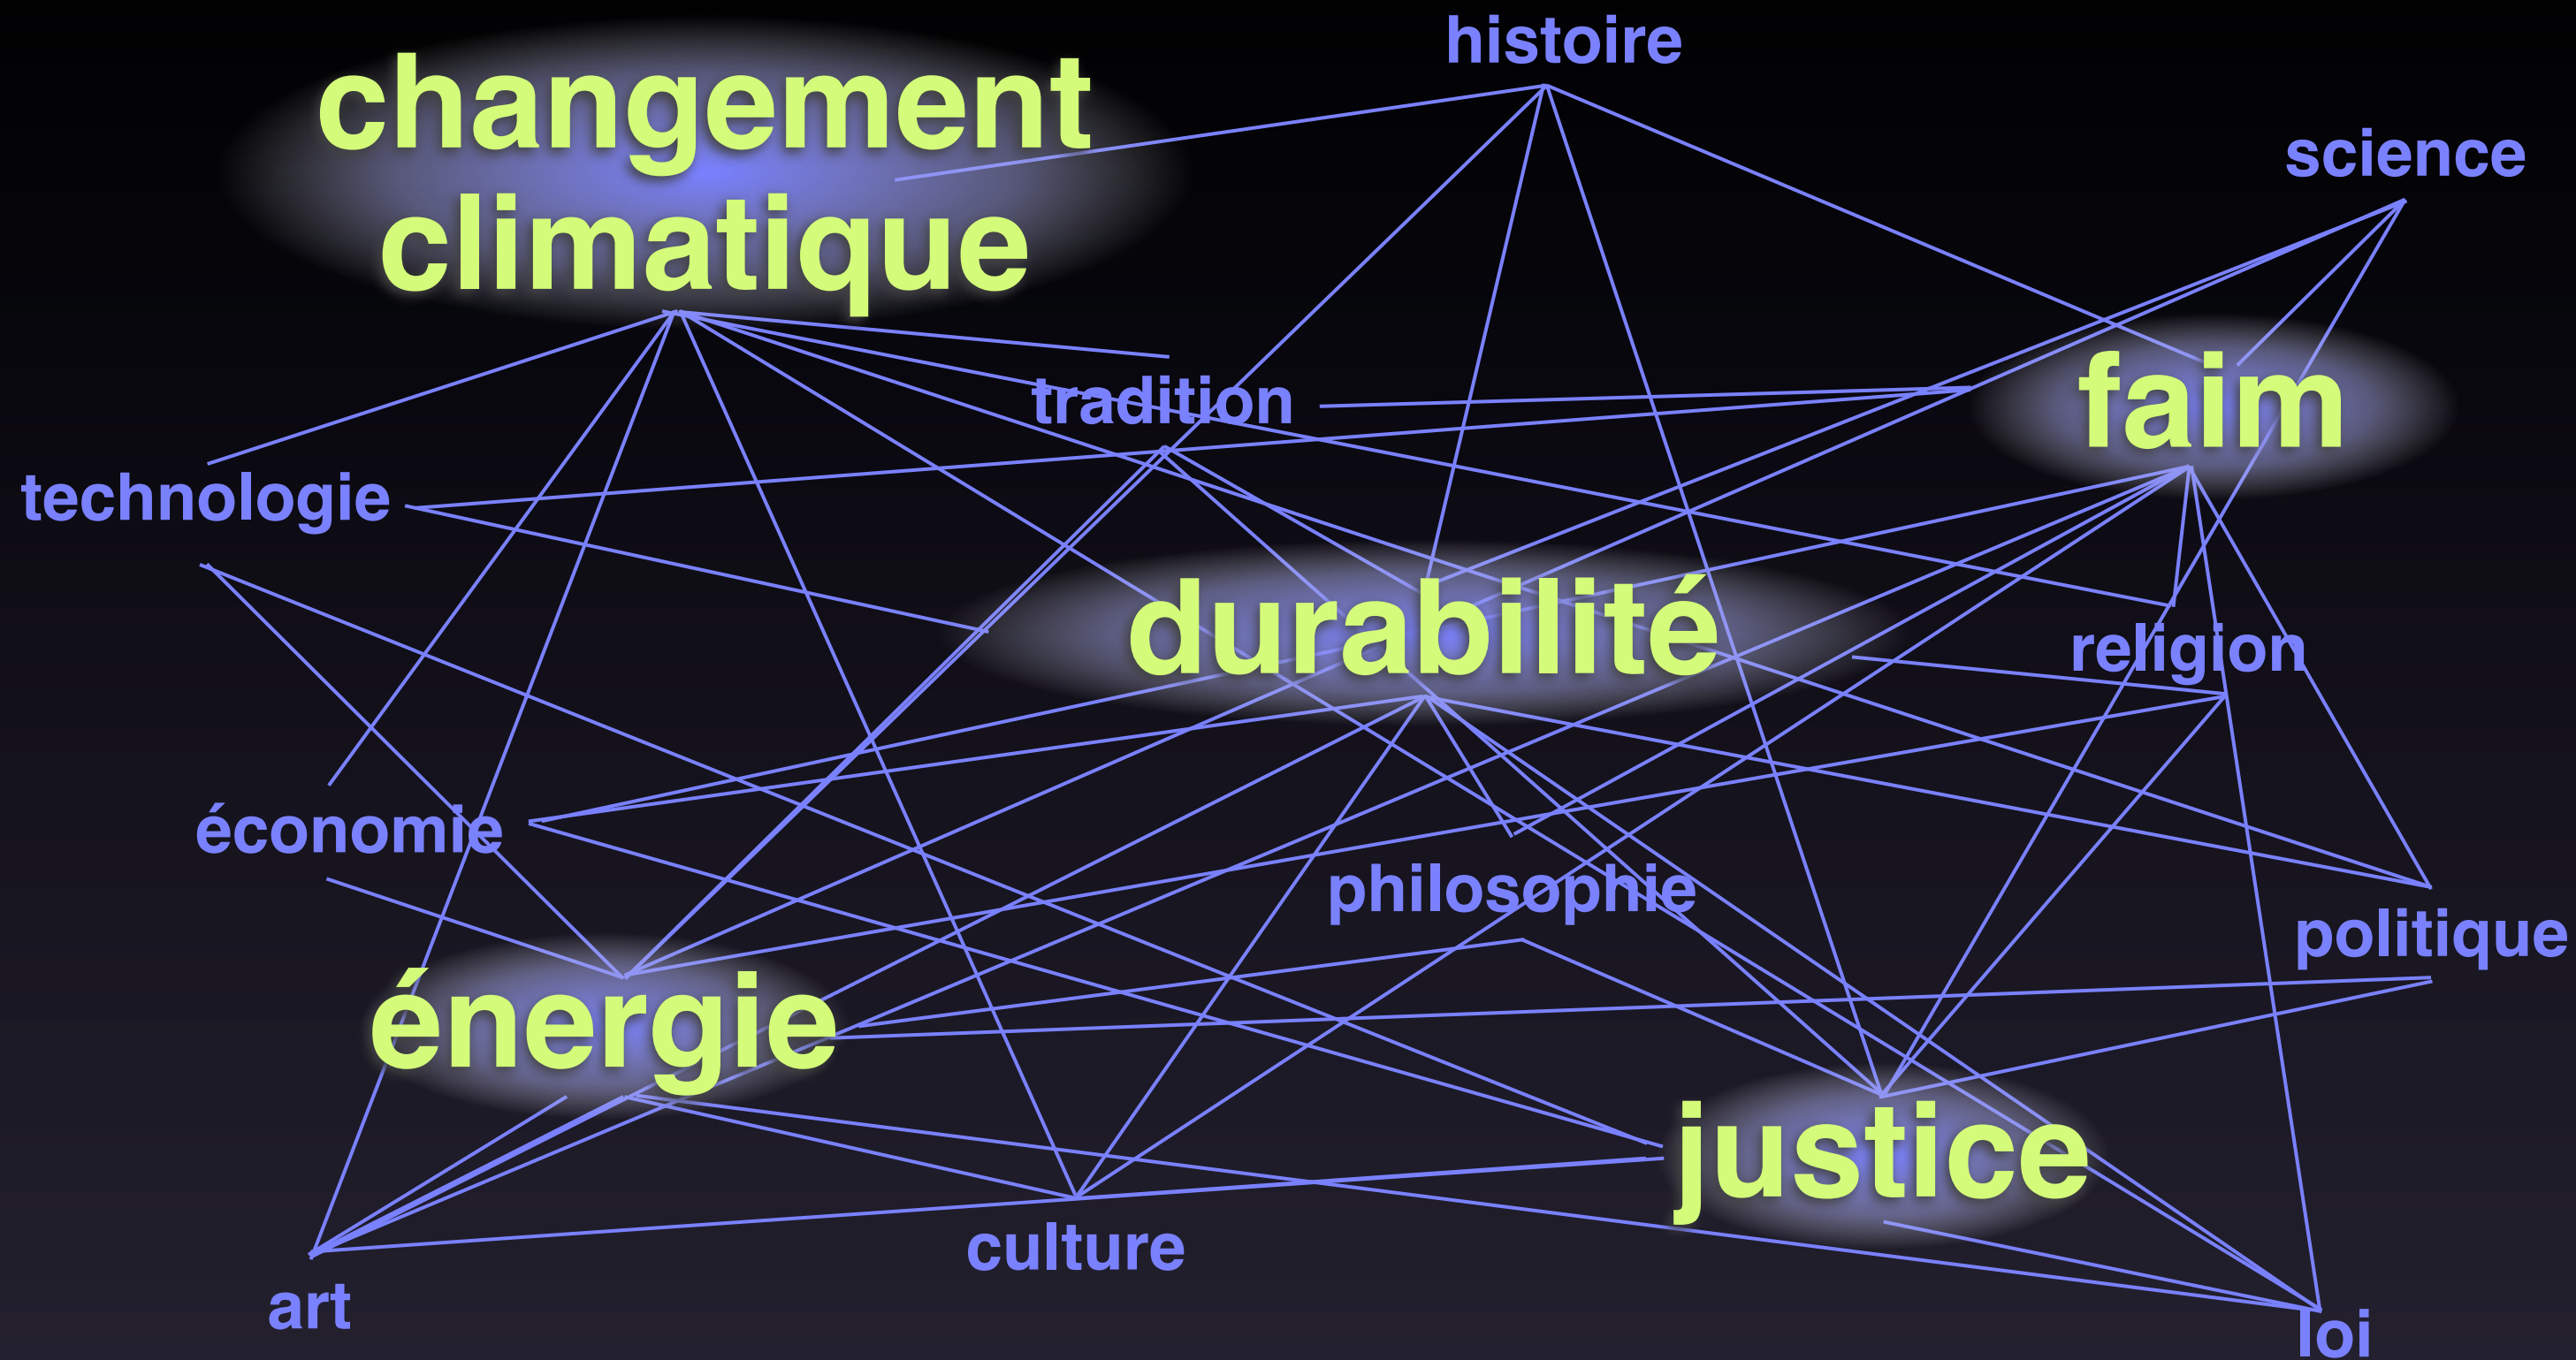 histoire
changement
climatique
science
faim
tradition
technologie
durabilité
religion
économie
philosophie
politique
énergie
justice
culture
art
loi